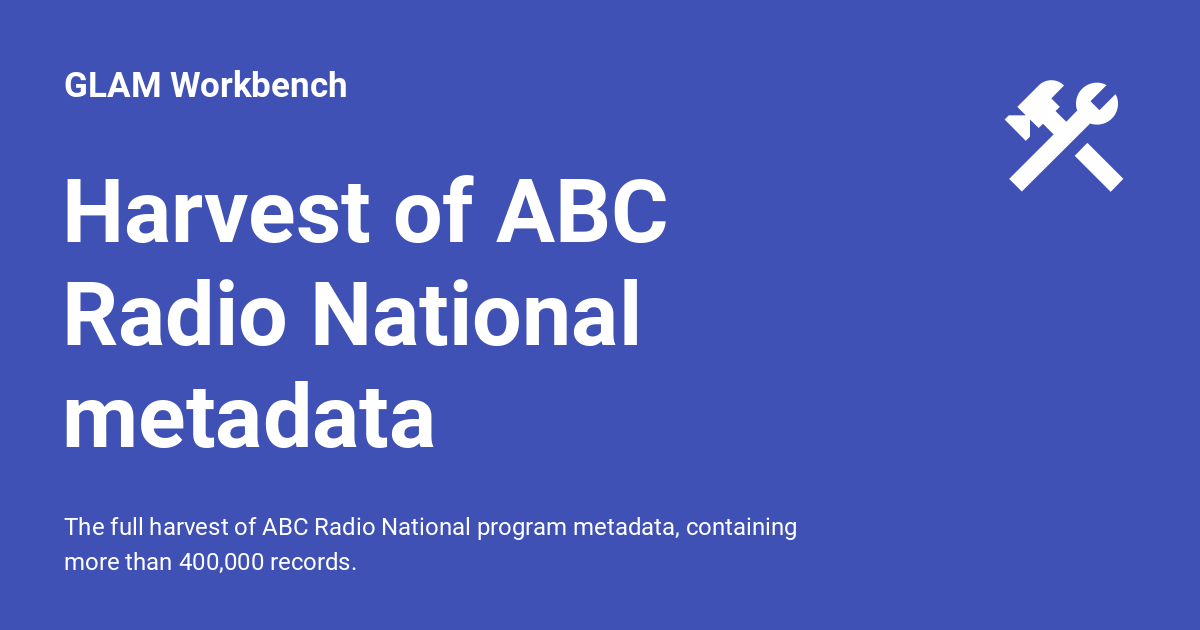 GLAM Workbench
Harvest of ABC
Radio National
metadata
The full harvest of ABC Radio National program metadata, containing
more than 400,000 records.